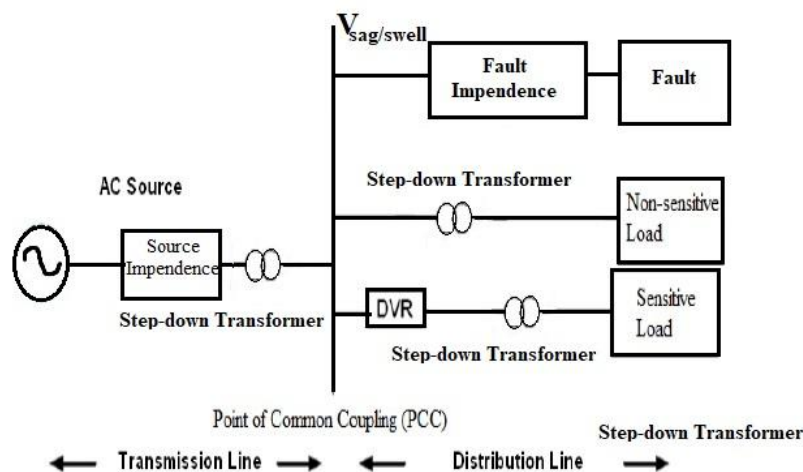 V sag/swell
Fault
Impendence
Fault
AC Source
Step-down Transformer
Non-sensitive
Load
Source
Impendence
Step-down Transformer
DVR
Sensitive
Load
Step-down Transformer
Point of Common Coupling (PCC)
Step-down Transformer
Transmission Line
Distribution Line